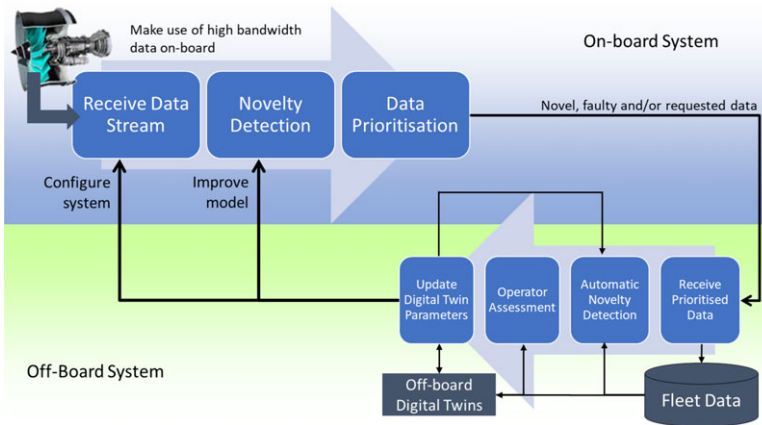 Make use of high bandwidth
data on-board
On-board System
Receive Data
Stream
Novelty
Detection
Data
Prioritisation
Novel, faulty and/or requested data
Configure
system
Improve
model
Update
Digital Twin
Parameters
Operator
Assessment
Automatic
Novelty
Detection
Receive
Prioritised
Data
Off-Board System
Off-board
Digital Twins
Fleet Data